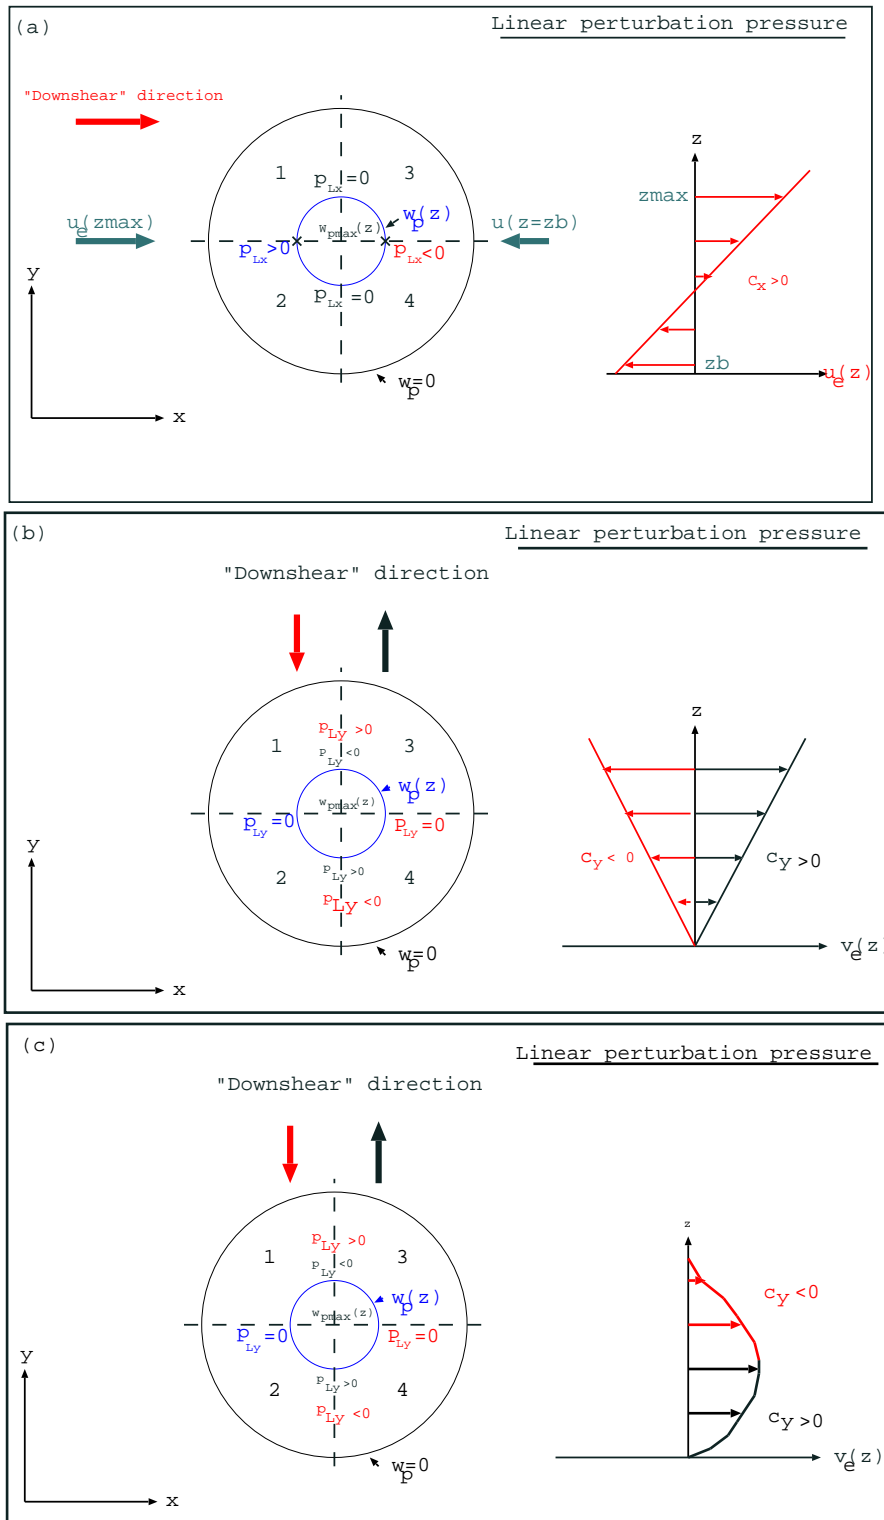 (a)
Linear perturbation pressure
"Downshear" direction
z
1
3
p_Lx=0
zmax
u_e(zmax)
w_p(z)
u(z=zb)
w_pmax(z)
p_Lx>0
p_Lx<0
y
c_x>0
2
p_Lx=0
4
zb
w_p=0
u_e(z)
x
(b)
Linear perturbation pressure
"Downshear" direction
z
p_Ly>0
1
3
p_Ly<0
w_p(z)
w_pmax(z)
p_Ly=0
P_Ly=0
y
c_y< 0
c_y>0
p_Ly>0
2
4
p_Ly<0
w_p=0
v_e(z)
x
(c)
Linear perturbation pressure
"Downshear" direction
z
p_Ly>0
1
3
p_Ly<0
c_y<0
w_p(z)
w_pmax(z)
p_Ly=0
P_Ly=0
y
p_Ly>0
2
4
p_Ly<0
c_y>0
w_p=0
v_e(z)
x